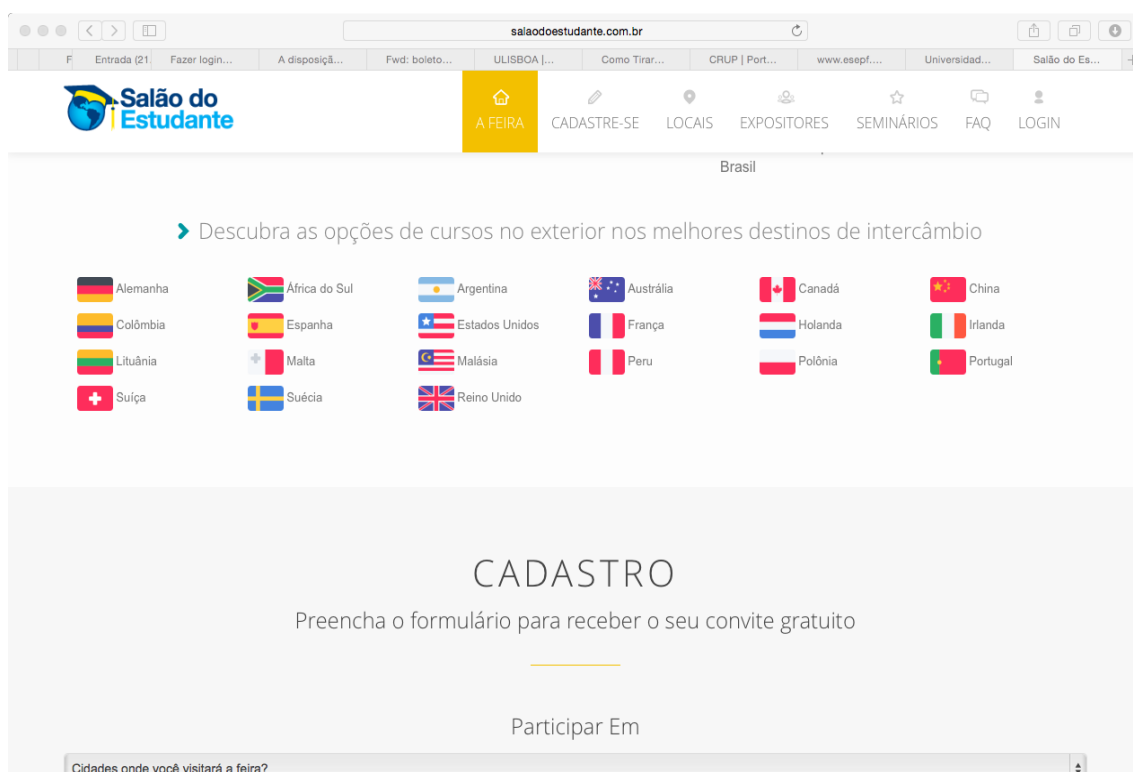 salaodoestudante.com.br
F Entrada (21 Fazer login... A disposiçã... Fwd: boleto... ULISBOA |... Como Tirar... CRUP | Port... www.esepf.... Universidad... Salão do Es...
Salão do
Estudante
A FEIRA CADASTRE-SE LOCAIS EXPOSITORES SEMINÁRIOS FAQ LOGIN
Brasil
Descubra as opções de cursos no exterior nos melhores destinos de intercâmbio
Alemanha África do Sul Argentina Austrália Canadá China
Colômbia Espanha Estados Unidos França Holanda Irlanda
Lituânia Malta Malásia Peru Polônia Portugal
Suíça Suécia Reino Unido
CADASTRO
Preencha o formulário para receber o seu convite gratuito
Participar Em
Cidades onde você visitará a feira?